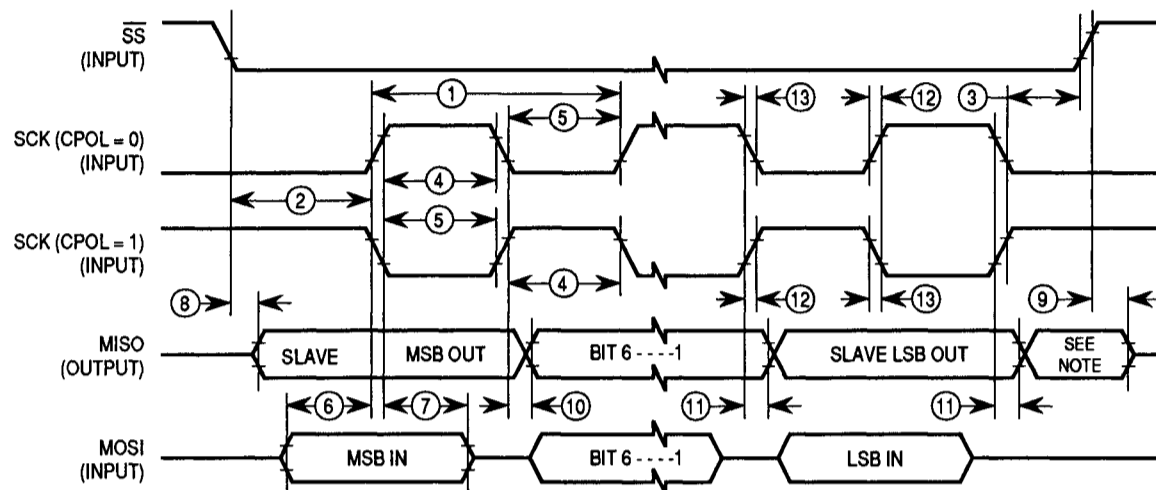 SS
(INPUT)
① ⑬ ⑫ ③
⑤
SCK (CPOL = 0)
(INPUT)
④
②
⑤
SCK (CPOL = 1)
(INPUT)
④ ⑫ ⑬
⑧ ⑨
MISO
(OUTPUT)
SLAVE MSB OUT BIT 6 - - - - 1 SLAVE LSB OUT SEE
NOTE
⑥ ⑦ ⑩ ⑪ ⑪
MOSI
(INPUT)
MSB IN BIT 6 - - - - 1 LSB IN